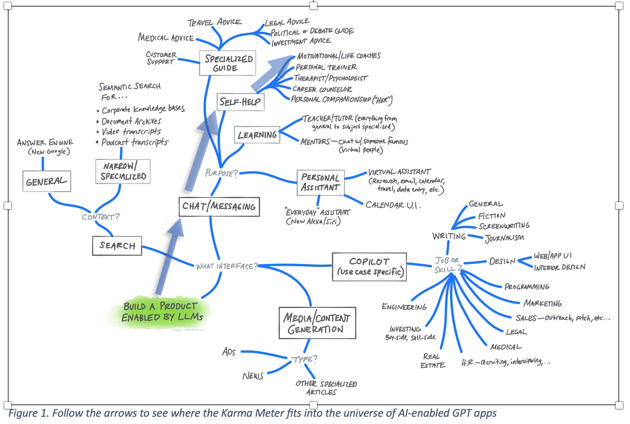 TRAVEL ADVICE
LEGAL ADVICE
POLITICAL or DEBATE GUIDE
INVESTMENT ADVICE
MEDICAL ADVICE
CUSTOMER
SUPPORT
SPECIALIZED
GUIDE
MOTIVATIONAL/LIFE COACHES
PERSONAL TRAINER
THERAPIST/PSYCHOLOGIST
CAREER COUNSELOR
PERSONAL COMPANIONSHIP ("HER")
SELF-HELP
SEMANTIC SEARCH
FOR...
• Corporate knowledge bases
• Document Archives
• Video transcripts
• Podcast transcripts
TEACHER/TUTOR (everything from
general to subject specialized)
LEARNING
MENTORS—Chat w/ someone famous
(Virtual People)
ANSWER ENGINE
(New Google)
NARROW/
SPECIALIZED
GENERAL
PURPOSE?
PERSONAL
ASSISTANT
VIRTUAL ASSISTANT
(Research, email, calendar,
travel, data entry, etc.)
CALENDAR U.I.
"EVERYDAY" ASSISTANT
(New Alexa/Siri)
CHAT/MESSAGING
CONTEXT?
SEARCH
WHAT INTERFACE?
COPILOT
(USE CASE SPECIFIC)
JOB OR
SKILL?
GENERAL
FICTION
SCREENWRITING
WRITING
JOURNALISM
DESIGN
WEB/APP UI
INTERIOR DESIGN
PROGRAMMING
MARKETING
SALES—Outreach, pitch, etc...
LEGAL
MEDICAL
H.R.—Recruiting, interviewing,...
REAL
ESTATE
INVESTING
Buy-side, sell-side
ENGINEERING
BUILD A PRODUCT
ENABLED BY LLMs
MEDIA/CONTENT
GENERATION
ADS
TYPE?
NEWS
OTHER SPECIALIZED
ARTICLES
Figure 1. Follow the arrows to see where the Karma Meter fits into the universe of AI-enabled GPT apps